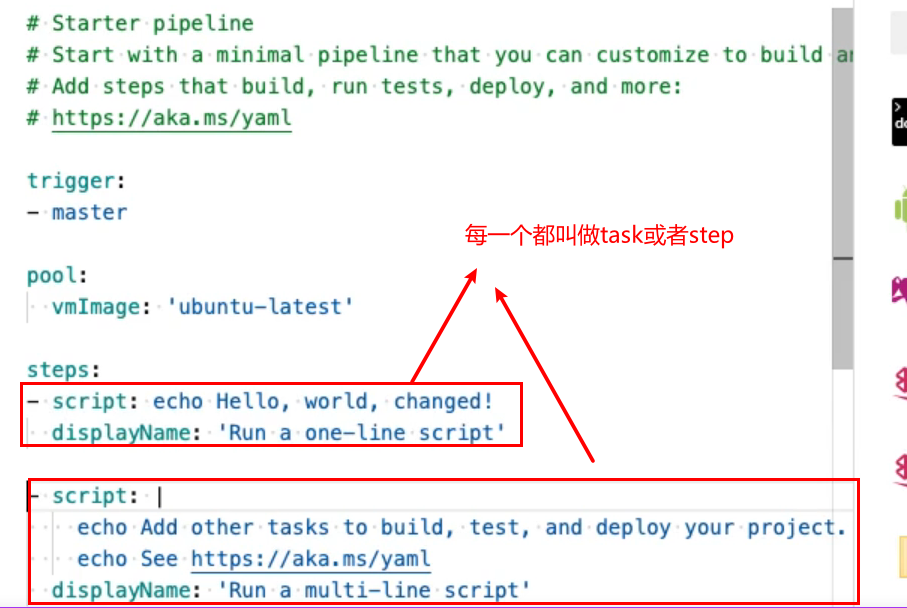 # Starter pipeline
# Start with a minimal pipeline that you can customize to build
# Add steps that build, run tests, deploy, and more:
# https://aka.ms/yaml
trigger:
- master
每一个都叫做task或者step
pool:
vmImage: 'ubuntu-latest'
steps:
- script: echo Hello, world, changed!
displayName: 'Run a one-line script'
- script: |
echo Add other tasks to build, test, and deploy your project.
echo See https://aka.ms/yaml
displayName: 'Run a multi-line script'